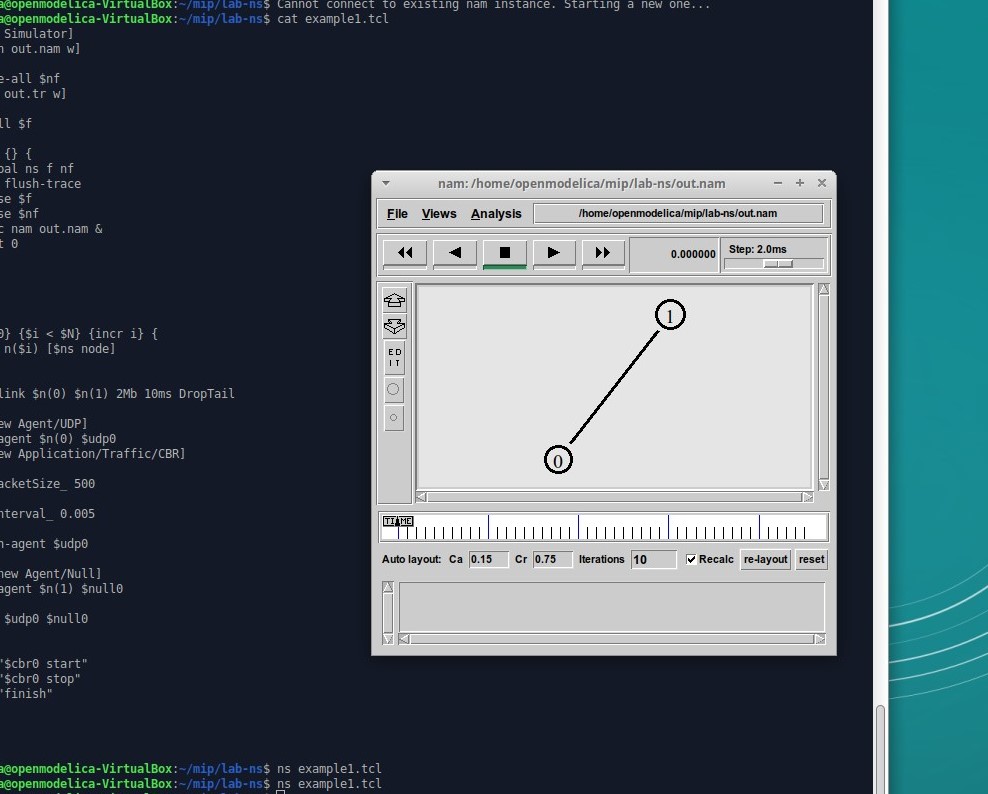 a@openmodelica-VirtualBox:~/mip/lab-ns$ Cannot connect to existing nam instance. Starting a new one...
a@openmodelica-VirtualBox:~/mip/lab-ns$ cat example1.tcl
Simulator]
out.nam w]
e-all $nf
out.tr w]
ll $f
{} {
bal ns f nf
flush-trace
se $f
se $nf
c nam out.nam &
t 0
0} {$i < $N} {incr i} {
n($i) [$ns node]
link $n(0) $n(1) 2Mb 10ms DropTail
ew Agent/UDP]
agent $n(0) $udp0
ew Application/Traffic/CBR]
acketSize_ 500
nterval_ 0.005
h-agent $udp0
new Agent/Null]
agent $n(1) $null0
$udp0 $null0
"$cbr0 start"
"$cbr0 stop"
"finish"
a@openmodelica-VirtualBox:~/mip/lab-ns$ ns example1.tcl
a@openmodelica-VirtualBox:~/mip/lab-ns$ ns example1.tcl
nam: /home/openmodelica/mip/lab-ns/out.nam
File Views Analysis /home/openmodelica/mip/lab-ns/out.nam
0.000000 Step: 2.0ms
1
E D
I T
0
TIME
Auto layout: Ca 0.15 Cr 0.75 Iterations 10 Recalc re-layout reset